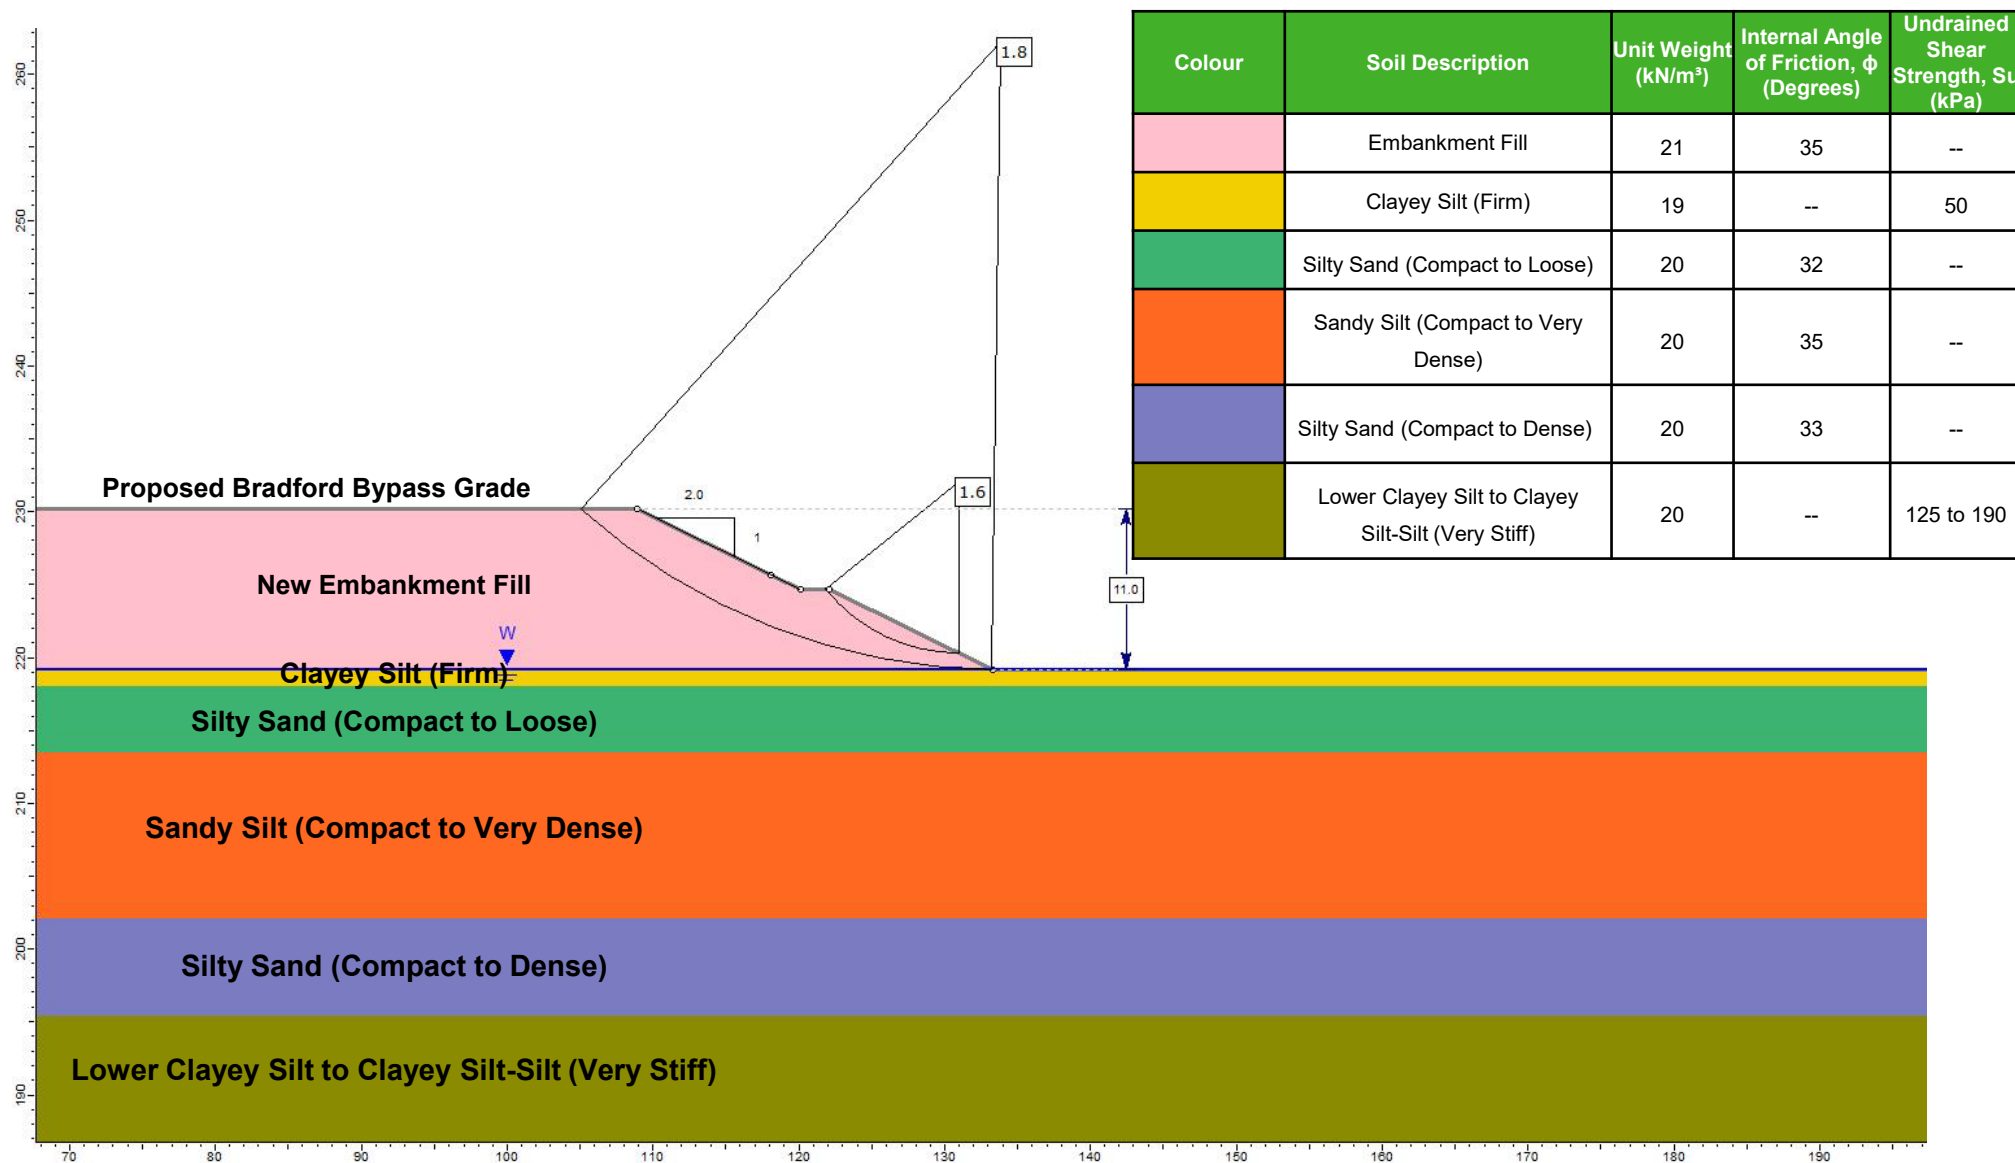 Colour
Soil Description
Unit Weight
(kN/m³)
Internal Angle
of Friction, ϕ
(Degrees)
Undrained
Shear
Strength, Su
(kPa)
Embankment Fill
21
35
--
Clayey Silt (Firm)
19
--
50
Silty Sand (Compact to Loose)
20
32
--
Sandy Silt (Compact to Very
Dense)
20
35
--
Silty Sand (Compact to Dense)
20
33
--
Lower Clayey Silt to Clayey
Silt-Silt (Very Stiff)
20
--
125 to 190
1.8
1.6
2.0
1
11.0
Proposed Bradford Bypass Grade
New Embankment Fill
W
Clayey Silt (Firm)
Silty Sand (Compact to Loose)
Sandy Silt (Compact to Very Dense)
Silty Sand (Compact to Dense)
Lower Clayey Silt to Clayey Silt-Silt (Very Stiff)
260
250
240
230
220
210
200
190
70 80 90 100 110 120 130 140 150 160 170 180 190